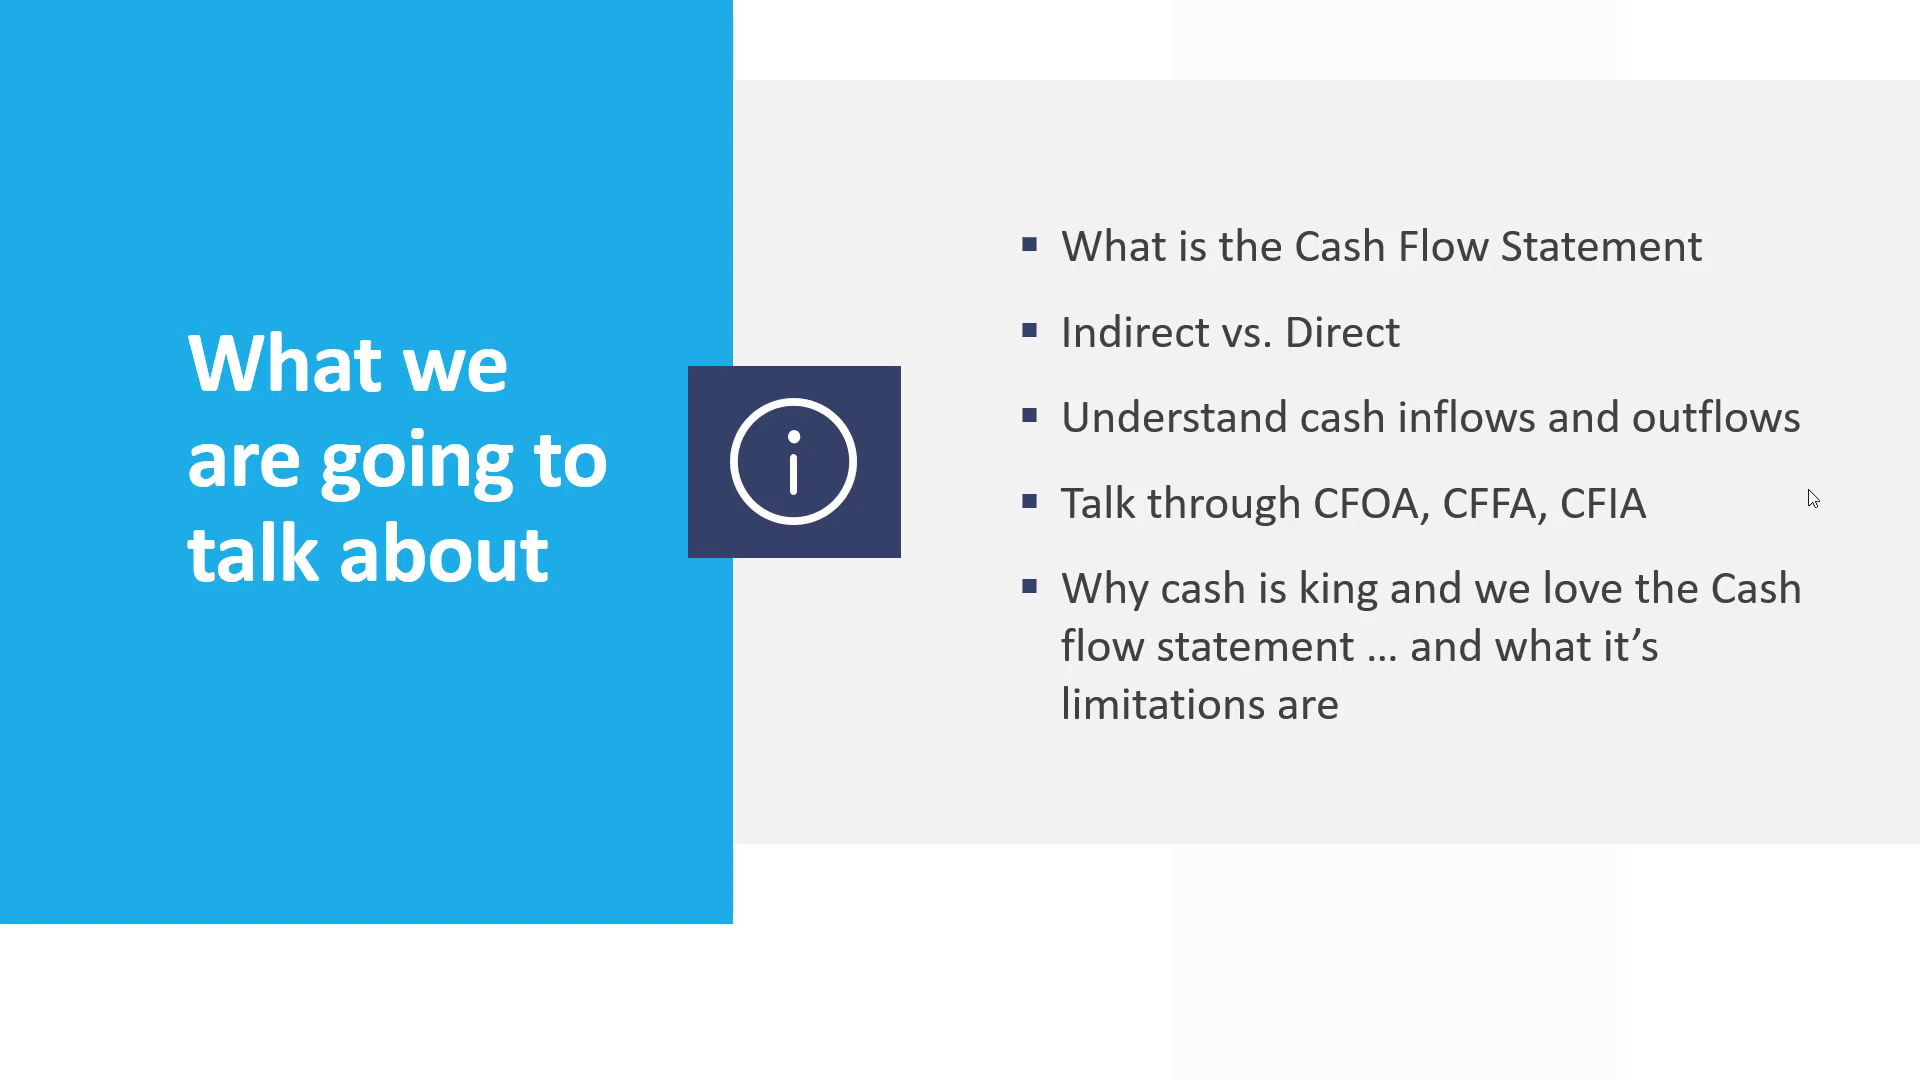 What we
are going to
talk about
What is the Cash Flow Statement
Indirect vs. Direct
Understand cash inflows and outflows
Talk through CFOA, CFFA, CFIA
Why cash is king and we love the Cash
flow statement … and what it’s
limitations are